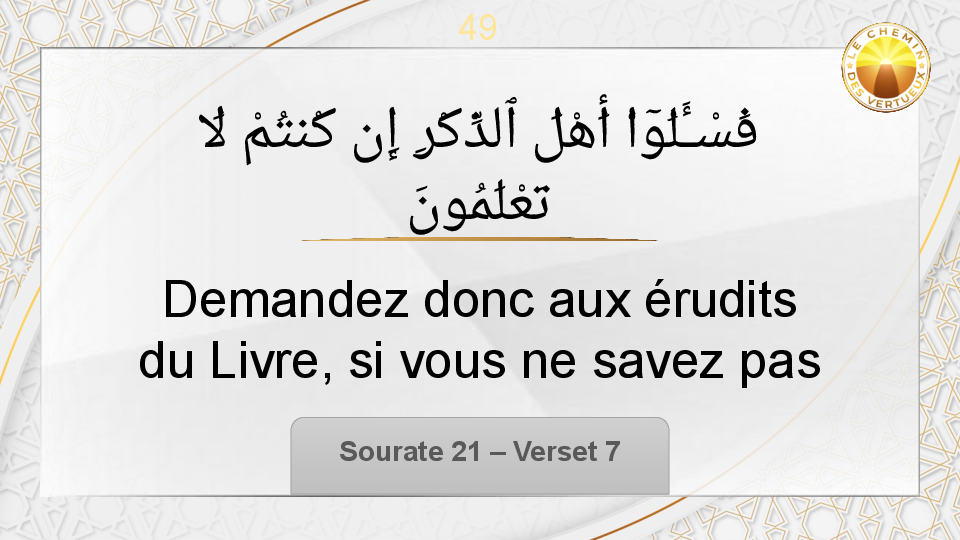 49
LE CHEMIN
DES VERTUEUX
فَسْـَٔلُوٓا۟ أَهْلَ ٱلذِّكْرِ إِن كُنتُمْ لَا
تَعْلَمُونَ
Demandez donc aux érudits
du Livre, si vous ne savez pas
Sourate 21 – Verset 7